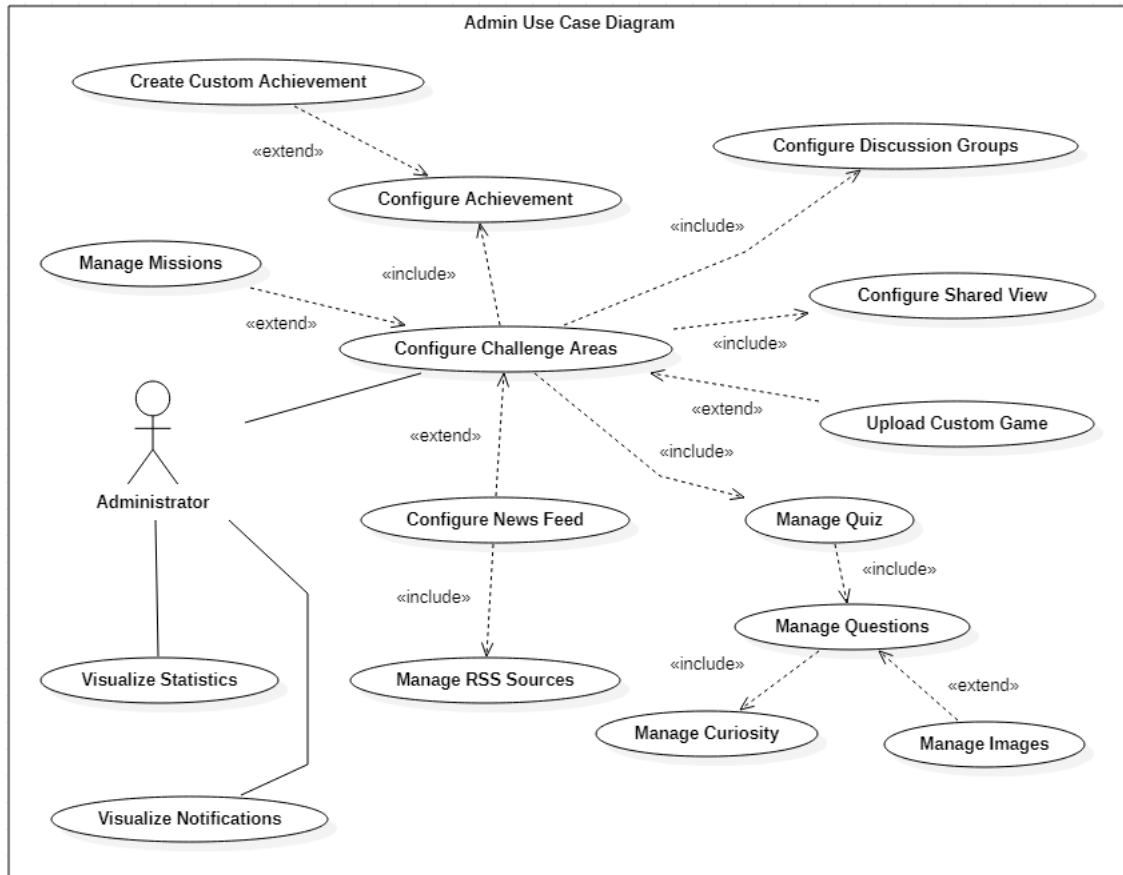 Admin Use Case Diagram
Create Custom Achievement
«extend»
Configure Discussion Groups
Configure Achievement
«include»
Manage Missions
«include»
«extend»
Configure Shared View
«include»
Configure Challenge Areas
«extend»
Upload Custom Game
«extend»
«include»
Administrator
Configure News Feed
Manage Quiz
«include»
«include»
Manage Questions
«include»
«extend»
Visualize Statistics
Manage RSS Sources
Manage Curiosity
Manage Images
Visualize Notifications